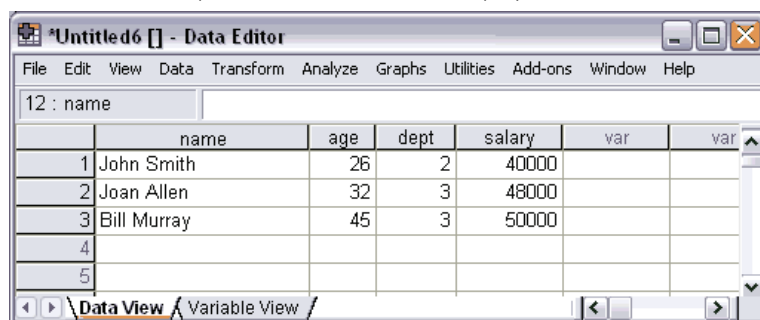 *Untitled6 [] - Data Editor
File Edit View Data Transform Analyze Graphs Utilities Add-ons Window Help
12 : name
name age dept salary var var
1 John Smith 26 2 40000
2 Joan Allen 32 3 48000
3 Bill Murray 45 3 50000
4
5
Data View Variable View